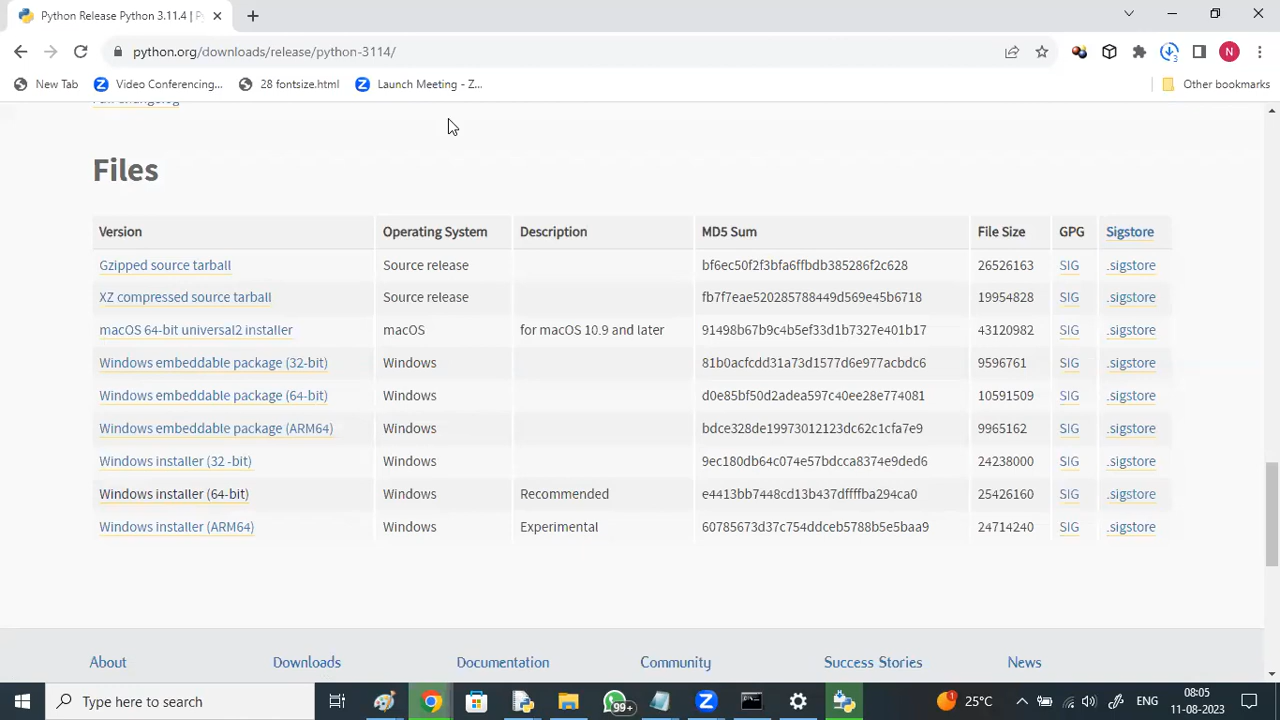 Python Release Python 3.11.4 | P
python.org/downloads/release/python-3114/
3
N
New Tab
Video Conferencing...
28 fontsize.html
Launch Meeting - Z...
Other bookmarks
Full Changelog
Files
Version Operating System Description MD5 Sum File Size GPG Sigstore
Gzipped source tarball Source release bf6ec50f2f3bfa6ffbdb385286f2c628 26526163 SIG .sigstore
XZ compressed source tarball Source release fb7f7eae520285788449d569e45b6718 19954828 SIG .sigstore
macOS 64-bit universal2 installer macOS for macOS 10.9 and later 91498b67b9c4b5ef33d1b7327e401b17 43120982 SIG .sigstore
Windows embeddable package (32-bit) Windows 81b0acfcdd31a73d1577d6e977acbdc6 9596761 SIG .sigstore
Windows embeddable package (64-bit) Windows d0e85bf50d2adea597c40ee28e774081 10591509 SIG .sigstore
Windows embeddable package (ARM64) Windows bdce328de19973012123dc62c1cfa7e9 9965162 SIG .sigstore
Windows installer (32 -bit) Windows 9ec180db64c074e57bdcca8374e9ded6 24238000 SIG .sigstore
Windows installer (64-bit) Windows Recommended e4413bb7448cd13b437dffffba294ca0 25426160 SIG .sigstore
Windows installer (ARM64) Windows Experimental 60785673d37c754ddceb5788b5e5baa9 24714240 SIG .sigstore
About Downloads Documentation Community Success Stories News
Type here to search
99+
1
25°C
ENG
08:05
11-08-2023